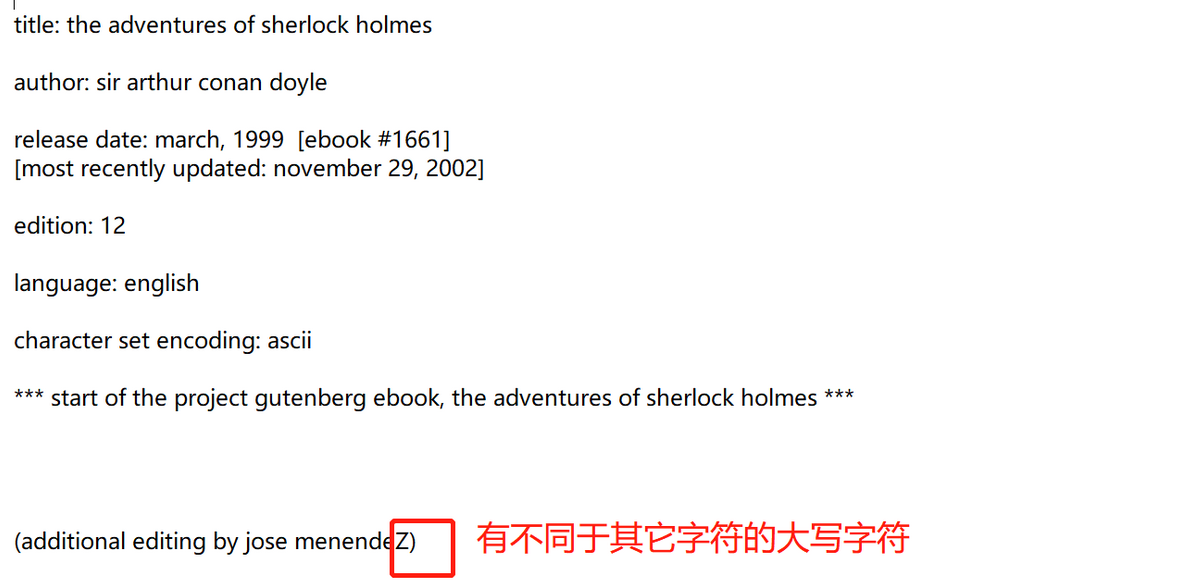 title: the adventures of sherlock holmes
author: sir arthur conan doyle
release date: march, 1999  [ebook #1661]
[most recently updated: november 29, 2002]
edition: 12
language: english
character set encoding: ascii
*** start of the project gutenberg ebook, the adventures of sherlock holmes ***
(additional editing by jose menendeZ) 有不同于其它字符的大写字符